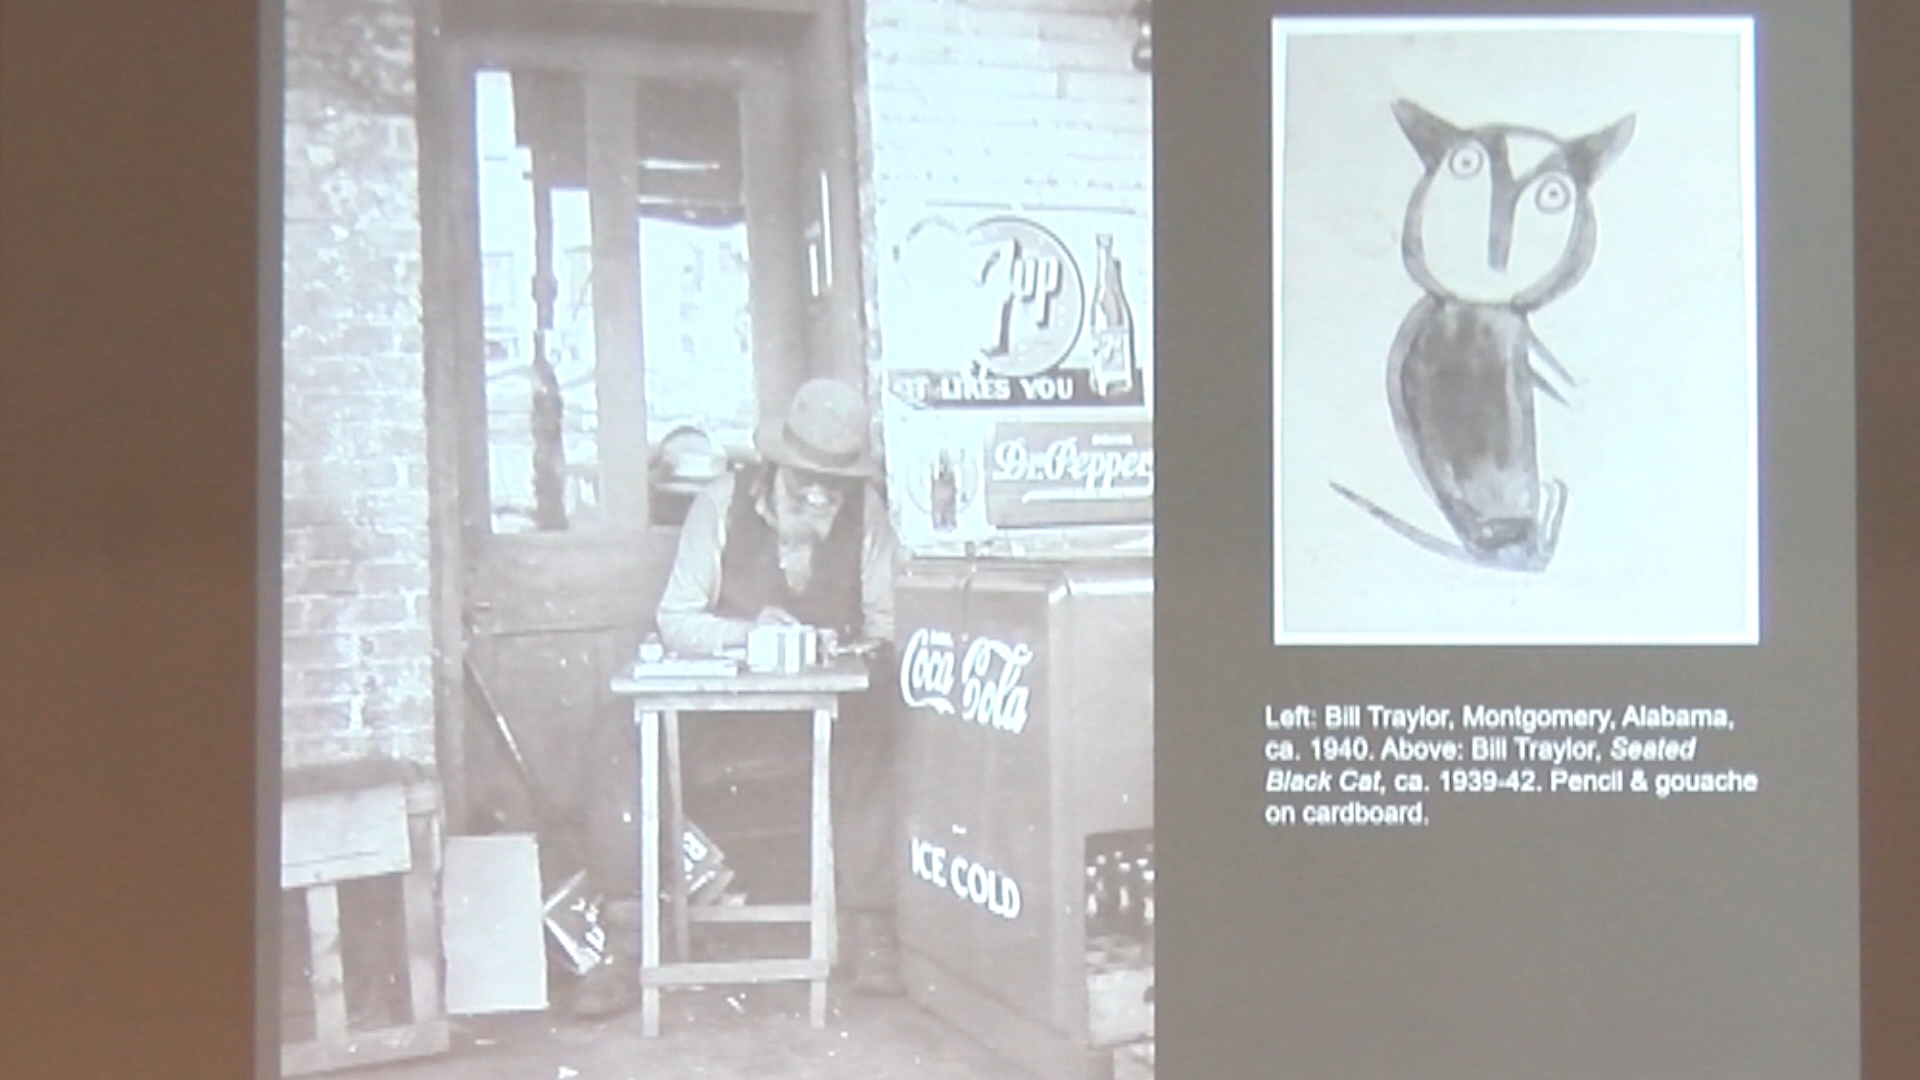 7up
IT LIKES YOU
Dr. Pepper
Coca Cola
ICE COLD
Left: Bill Traylor, Montgomery, Alabama,
ca. 1940. Above: Bill Traylor, Seated
Black Cat, ca. 1939-42. Pencil & gouache
on cardboard.